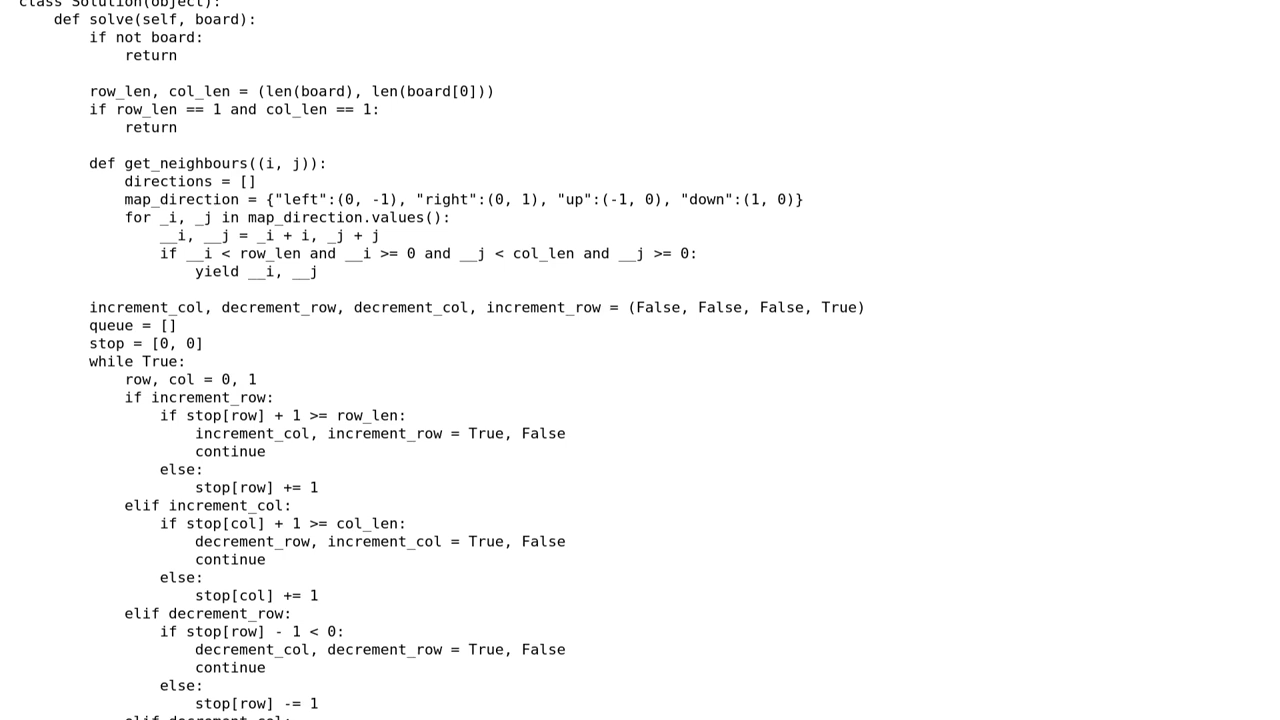 class Solution(object):
    def solve(self, board):
        if not board:
            return

        row_len, col_len = (len(board), len(board[0]))
        if row_len == 1 and col_len == 1:
            return

        def get_neighbours((i, j)):
            directions = []
            map_direction = {"left":(0, -1), "right":(0, 1), "up":(-1, 0), "down":(1, 0)}
            for _i, _j in map_direction.values():
                __i, __j = _i + i, _j + j
                if __i < row_len and __i >= 0 and __j < col_len and __j >= 0:
                    yield __i, __j

        increment_col, decrement_row, decrement_col, increment_row = (False, False, False, True)
        queue = []
        stop = [0, 0]
        while True:
            row, col = 0, 1
            if increment_row:
                if stop[row] + 1 >= row_len:
                    increment_col, increment_row = True, False
                    continue
                else:
                    stop[row] += 1
            elif increment_col:
                if stop[col] + 1 >= col_len:
                    decrement_row, increment_col = True, False
                    continue
                else:
                    stop[col] += 1
            elif decrement_row:
                if stop[row] - 1 < 0:
                    decrement_col, decrement_row = True, False
                    continue
                else:
                    stop[row] -= 1
            elif decrement_col: